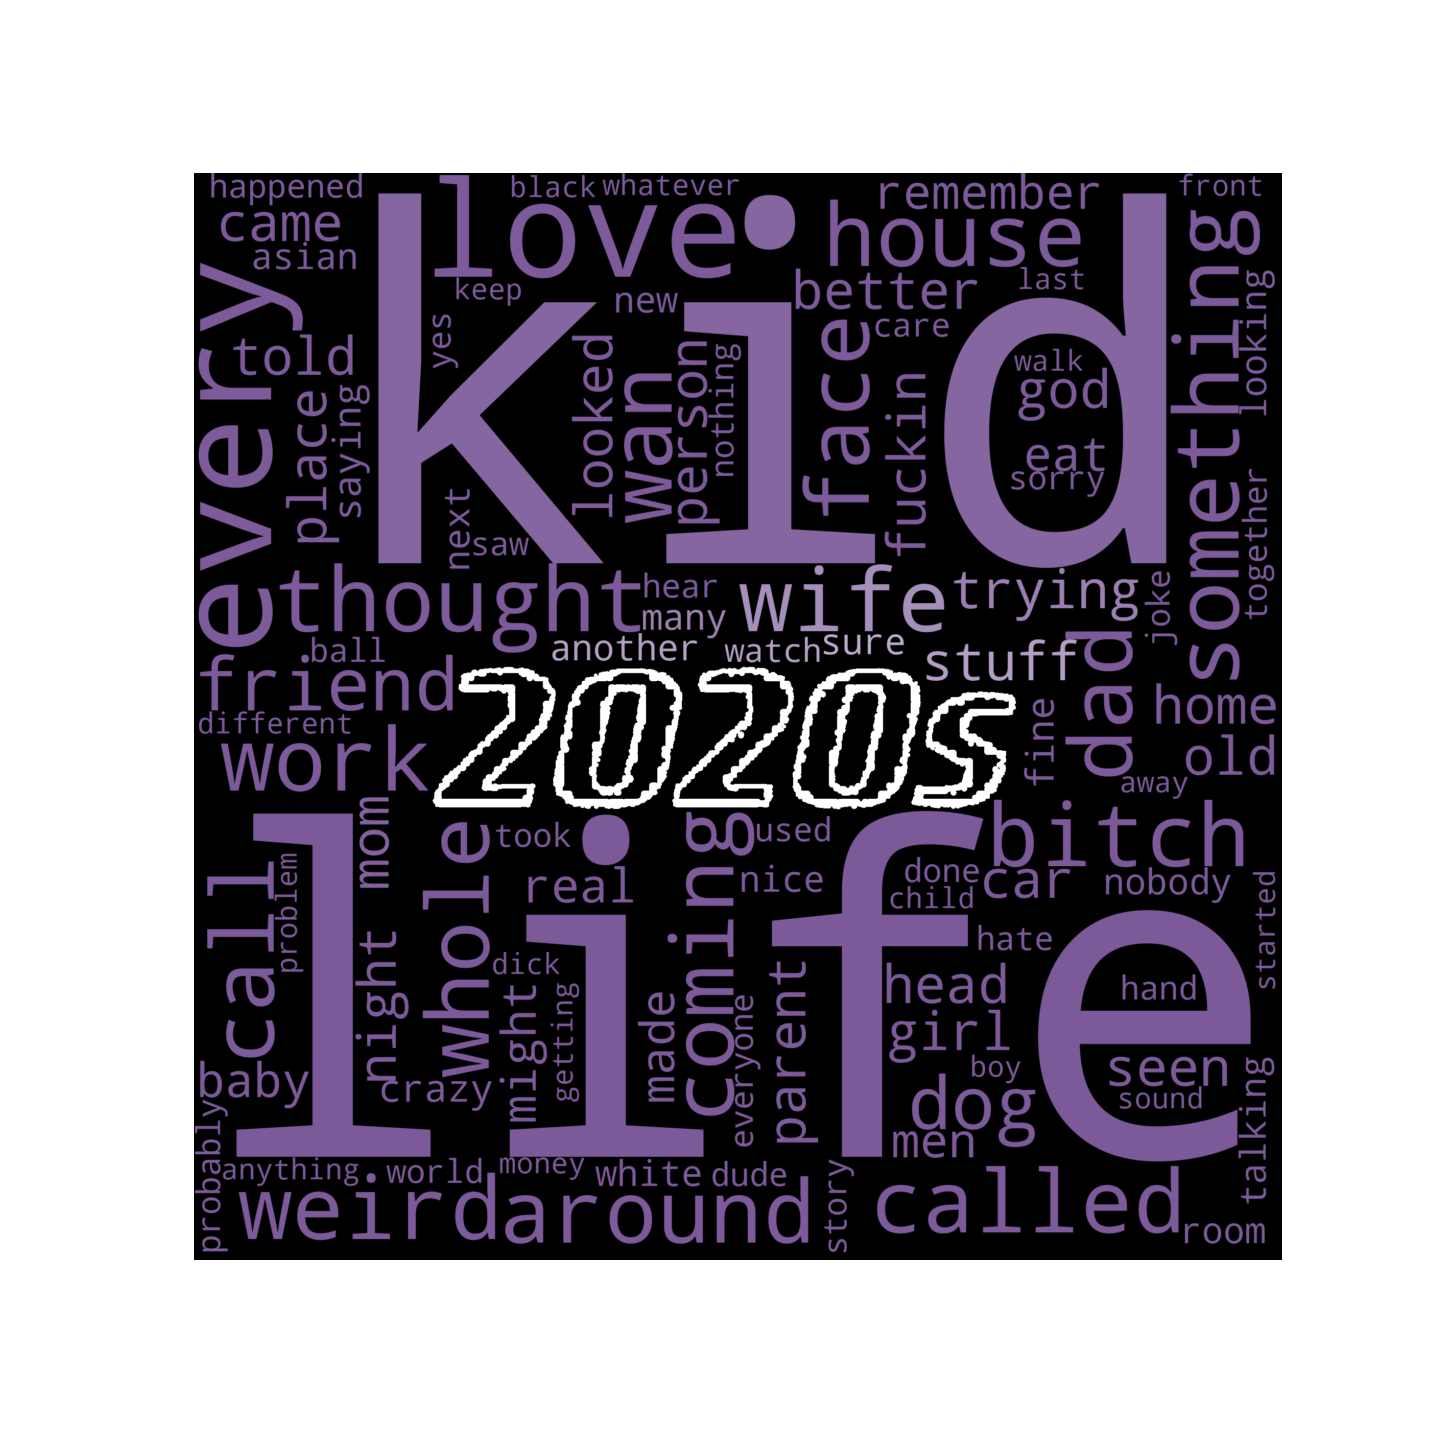 happened
love
black
whatever
remember
front
came
house
asian
kid
keep
new
better
last
care
every
told
yes
looked
wan
person
nothing
face
fuckin
walk
god
something
looking
place
saying
eat
sorry
next
saw
together
thought
hear
many
wife
trying
joke
another
watch
sure
stuff
dad
ball
friend
2020s
home
different
work
fine
old
away
mom
whole
took
coming
used
bitch
call
problem
life
real
nice
done
child
car
nobody
started
night
dick
hate
might
getting
made
everyone
parent
head
hand
girl
baby
crazy
boy
seen
dog
sound
talking
men
probably
anything
world
money
white
dude
story
weird
around
called
room